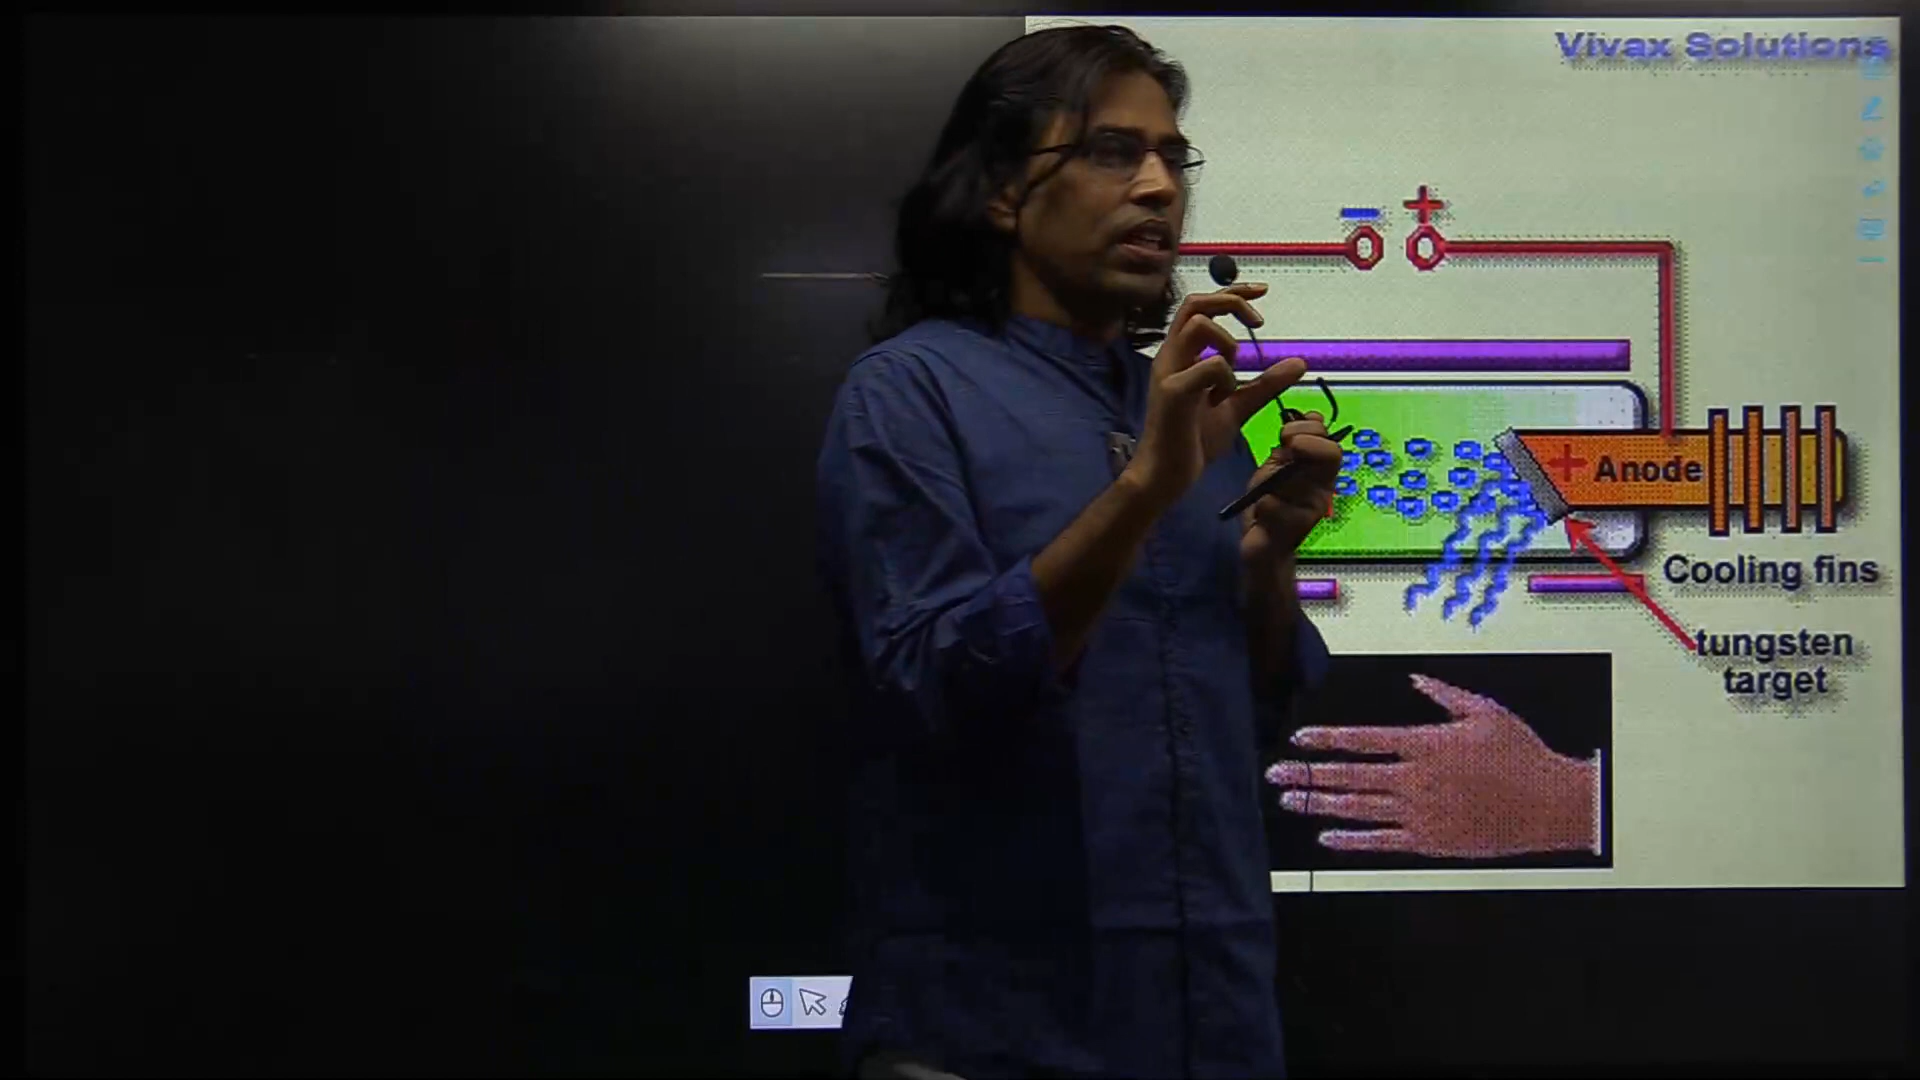 Vivax Solutions
− +
+ Anode
Cooling fins
tungsten
target